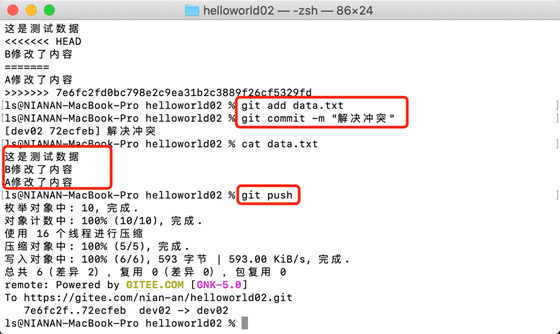 helloworld02 — -zsh — 86×24
这是测试数据
<<<<<<< HEAD
B修改了内容
=======
A修改了内容
>>>>>>> 7e6fc2fd0bc798e2c9ea31b2c3889f26cf5329fd
[ls@NIANAN-MacBook-Pro helloworld02 % git add data.txt ]
[ls@NIANAN-MacBook-Pro helloworld02 % git commit -m "解决冲突" ]
[dev02 72ecfeb] 解决冲突
[ls@NIANAN-MacBook-Pro helloworld02 % cat data.txt ]
这是测试数据
B修改了内容
A修改了内容
[ls@NIANAN-MacBook-Pro helloworld02 % git push ]
枚举对象中: 10, 完成.
对象计数中: 100% (10/10), 完成.
使用 16 个线程进行压缩
压缩对象中: 100% (5/5), 完成.
写入对象中: 100% (6/6), 593 字节 | 593.00 KiB/s, 完成.
总共 6（差异 2），复用 0（差异 0），包复用 0
remote: Powered by GITEE.COM [GNK-5.0]
To https://gitee.com/nian-an/helloworld02.git
7e6fc2f..72ecfeb dev02 -> dev02
ls@NIANAN-MacBook-Pro helloworld02 %